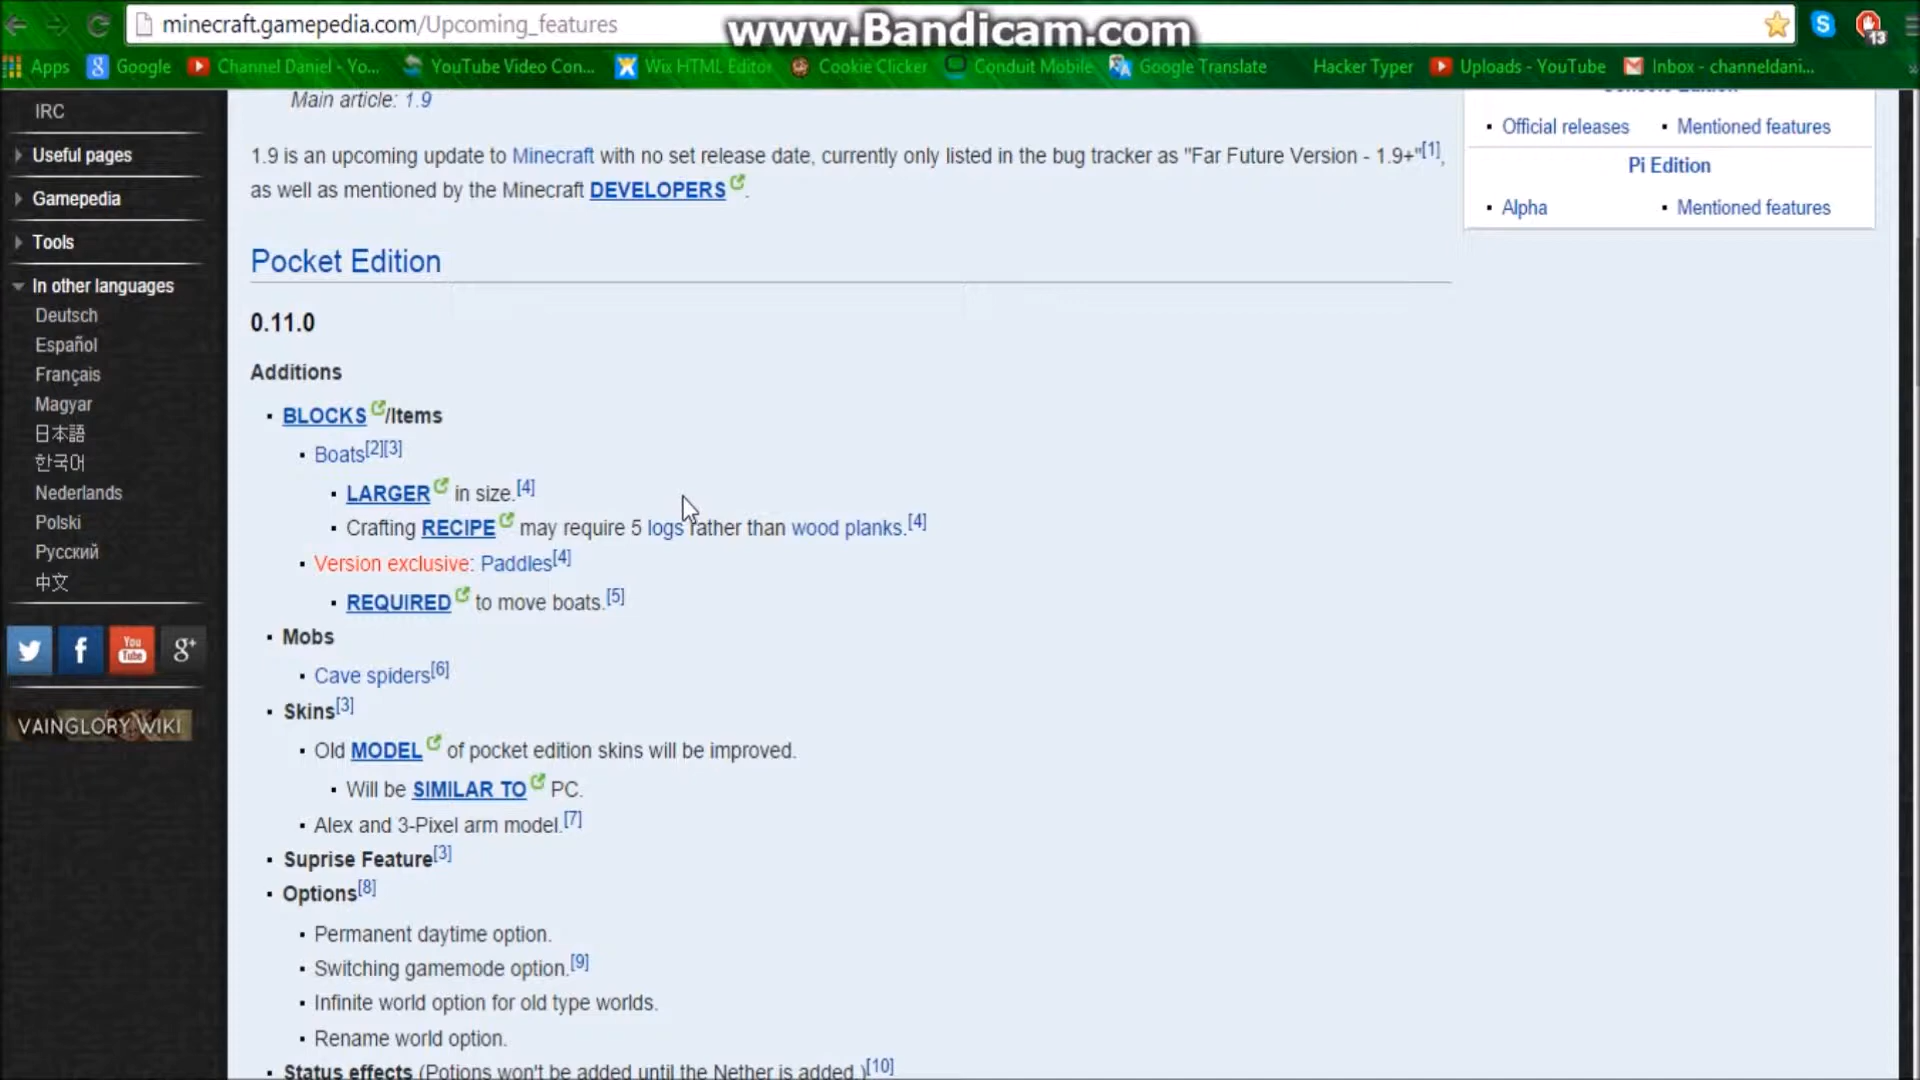 minecraft.gamepedia.com/Upcoming_features
www.Bandicam.com
13
Apps Google Channel Daniel - Yo... YouTube Video Con... Wix HTML Editor Cookie Clicker Conduit Mobile Google Translate Hacker Typer Uploads - YouTube Inbox - channeldani...
IRC
Useful pages
Gamepedia
Tools
In other languages
Deutsch
Español
Français
Magyar
日本語
한국어
Nederlands
Polski
Русский
中文
You Tube
g+
VAINGLORY WIKI
Main article: 1.9
1.9 is an upcoming update to Minecraft with no set release date, currently only listed in the bug tracker as "Far Future Version - 1.9+"[1],
as well as mentioned by the Minecraft DEVELOPERS.
Pocket Edition
0.11.0
Additions
BLOCKS/Items
Boats[2][3]
LARGER in size.[4]
Crafting RECIPE may require 5 logs rather than wood planks.[4]
Version exclusive: Paddles[4]
REQUIRED to move boats.[5]
Mobs
Cave spiders[6]
Skins[3]
Old MODEL of pocket edition skins will be improved.
Will be SIMILAR TO PC.
Alex and 3-Pixel arm model.[7]
Suprise Feature[3]
Options[8]
Permanent daytime option.
Switching gamemode option.[9]
Infinite world option for old type worlds.
Rename world option.
Status effects (Potions won't be added until the Nether is added.)[10]
Console Edition
Official releases Mentioned features
Pi Edition
Alpha Mentioned features